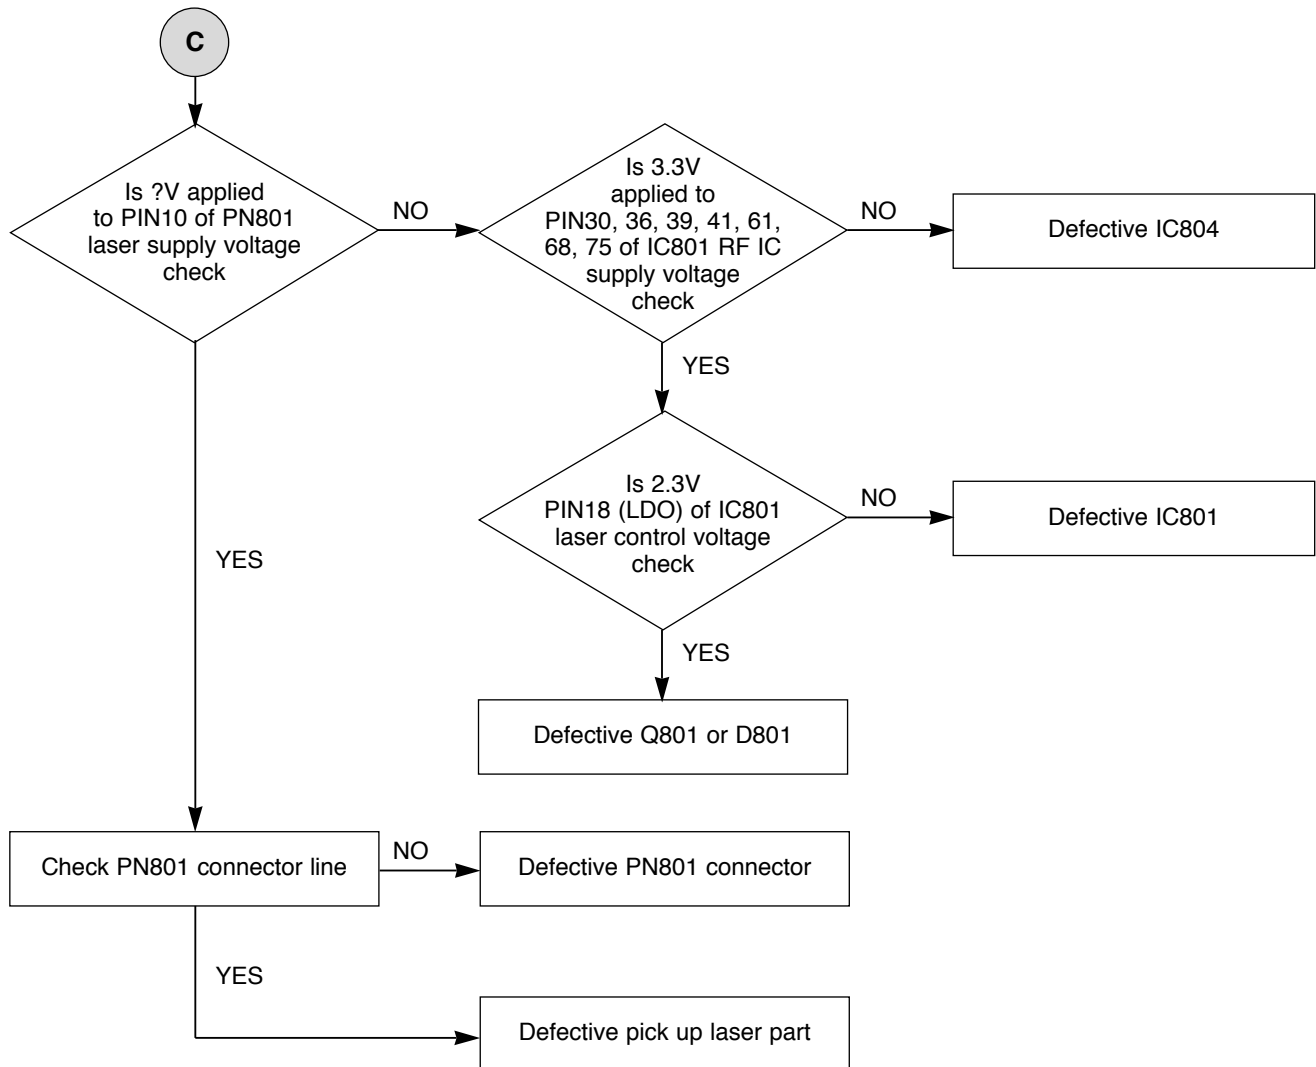 C
Is ?V applied
to PIN10 of PN801
laser supply voltage
check
NO
Is 3.3V
applied to
PIN30, 36, 39, 41, 61,
68, 75 of IC801 RF IC
supply voltage
check
NO
Defective IC804
YES
Is 2.3V
PIN18 (LDO) of IC801
laser control voltage
check
NO
Defective IC801
YES
YES
Defective Q801 or D801
Check PN801 connector line
NO
Defective PN801 connector
YES
Defective pick up laser part